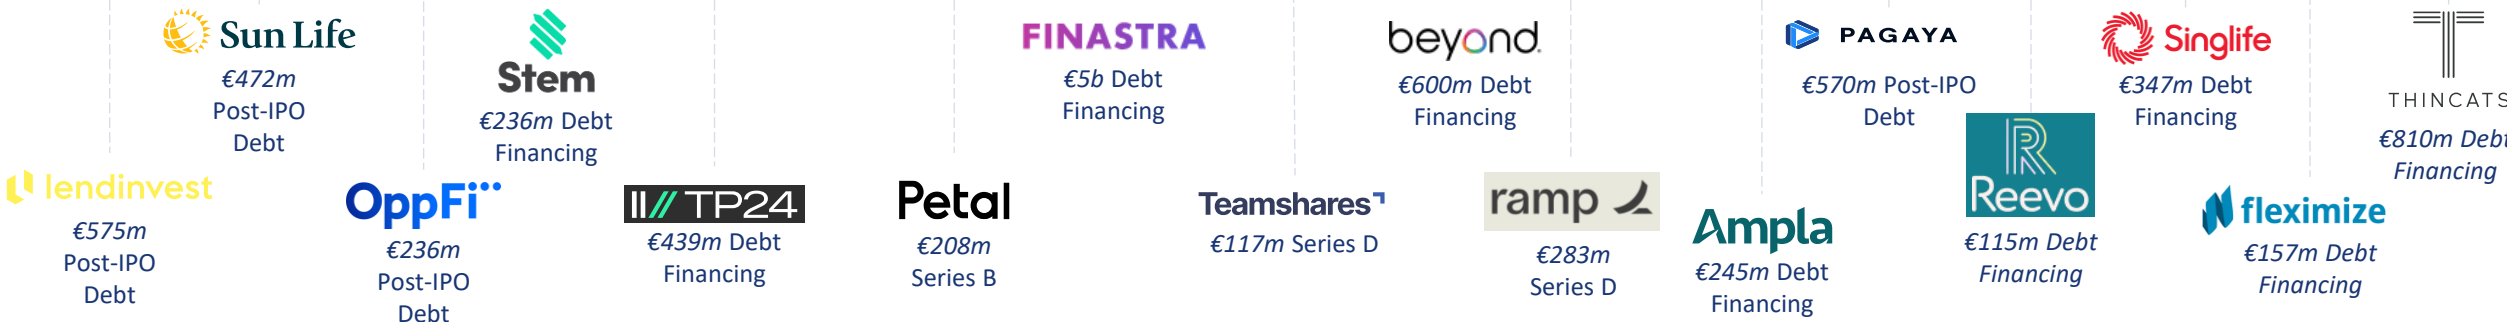 Sun Life
€472m
Post-IPO
Debt
Stem
€236m Debt
Financing
FINASTRA
€5b Debt
Financing
beyond.
€600m Debt
Financing
PAGAYA
€570m Post-IPO
Debt
Singlife
€347m Debt
Financing
THINCATS
€810m Debt
Financing
lendinvest
€575m
Post-IPO
Debt
OppFi
€236m
Post-IPO
Debt
TP24
€439m Debt
Financing
Petal
€208m
Series B
Teamshares
€117m Series D
ramp
€283m
Series D
Ampla
€245m Debt
Financing
Reevo
€115m Debt
Financing
fleximize
€157m Debt
Financing